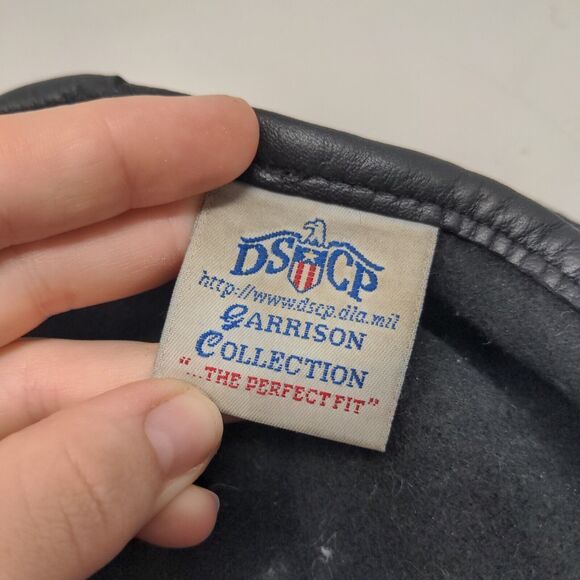 DSCP
http://www.dscp.dla.mil
GARRISON
COLLECTION
"...THE PERFECT FIT"